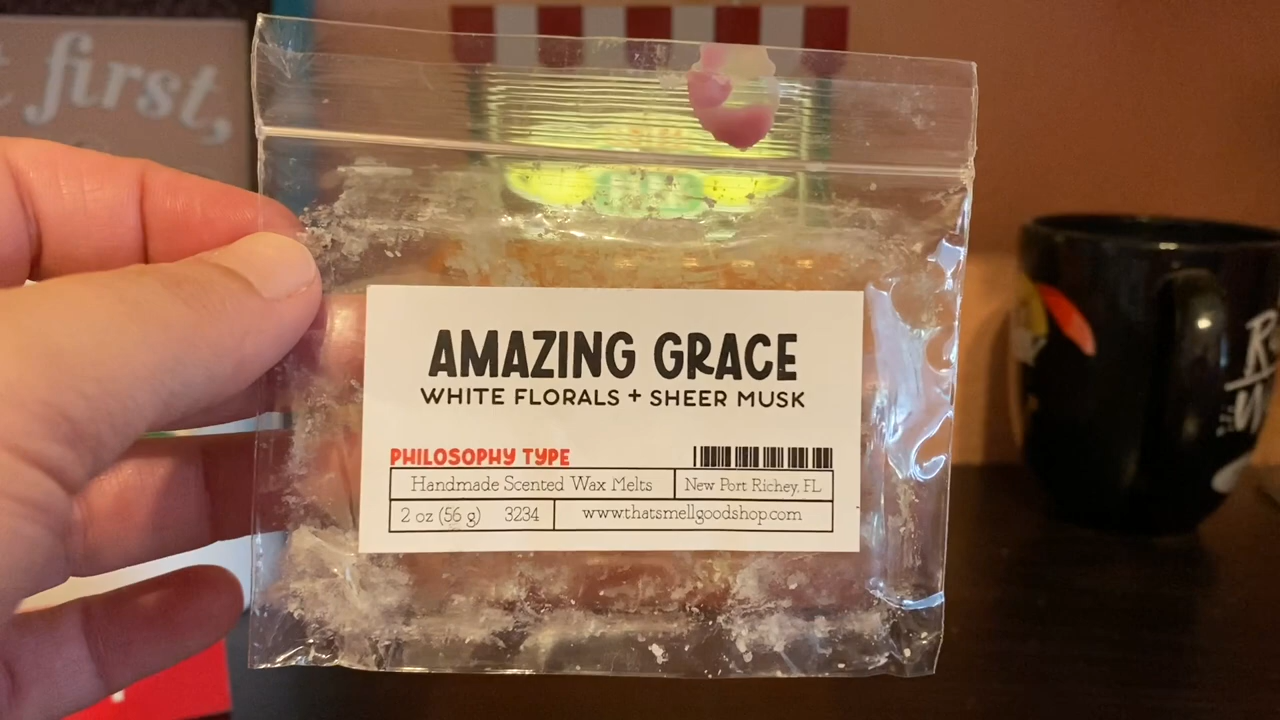 t first,
AMAZING GRACE
WHITE FLORALS + SHEER MUSK
PHILOSOPHY TYPE
Handmade Scented Wax Melts
New Port Richey, FL
2 oz (56 g) 3234
www.thatsmellgoodshop.com